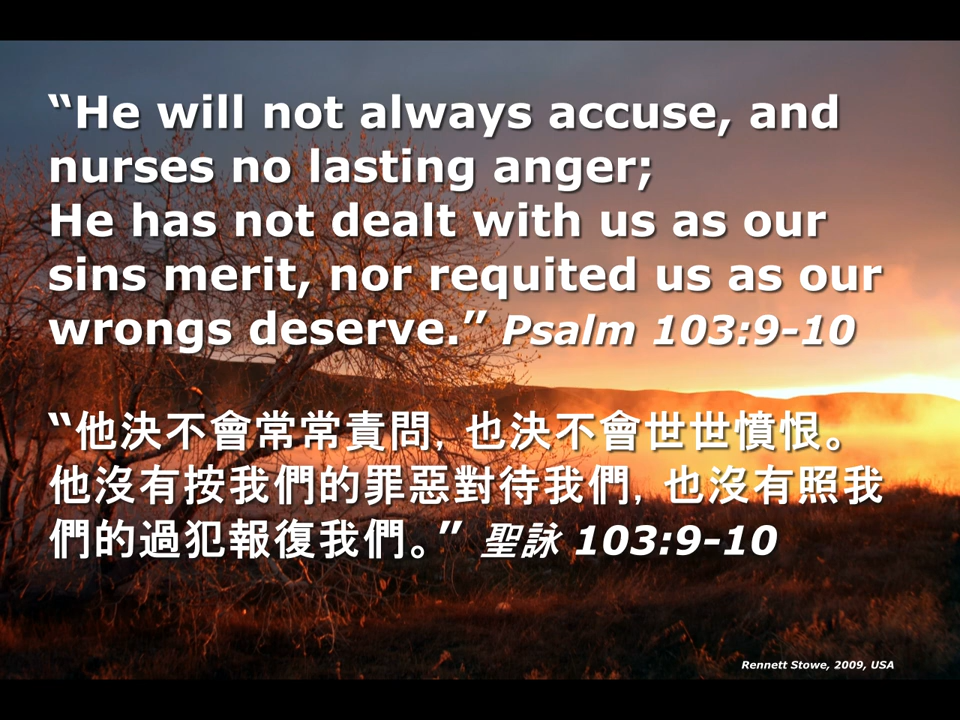 “He will not always accuse, and
nurses no lasting anger;
He has not dealt with us as our
sins merit, nor requited us as our
wrongs deserve.” Psalm 103:9-10
“他決不會常常責問，也決不會世世憤恨。
他沒有按我們的罪惡對待我們，也沒有照我
們的過犯報復我們。” 聖詠 103:9-10
Rennett Stowe, 2009, USA